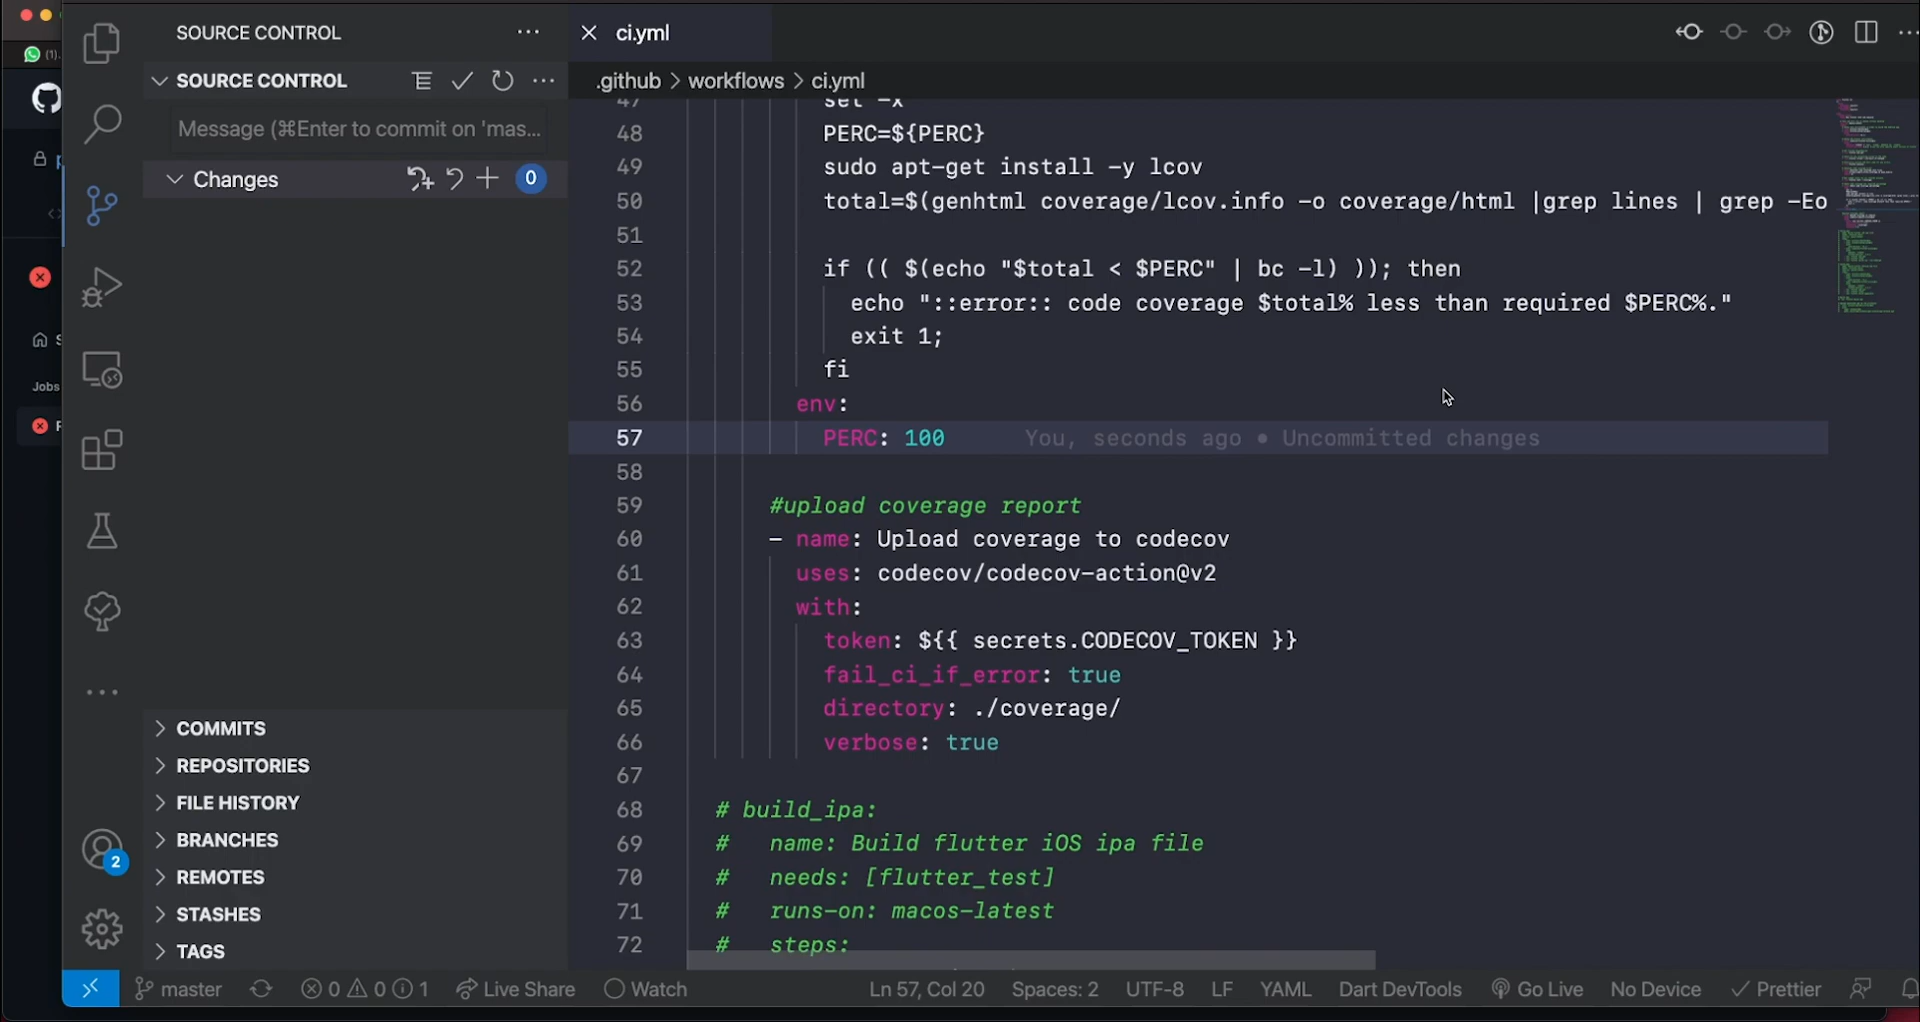 SOURCE CONTROL
SOURCE CONTROL
Message (⌘Enter to commit on 'mas...
Changes
0
COMMITS
REPOSITORIES
FILE HISTORY
BRANCHES
REMOTES
STASHES
TAGS
2
(1)
Jobs
ci.yml
.github > workflows > ci.yml
47 set -x
48 PERC=${PERC}
49 sudo apt-get install -y lcov
50 total=$(genhtml coverage/lcov.info -o coverage/html |grep lines | grep -Eo
51
52 if (( $(echo "$total < $PERC" | bc -l) )); then
53 echo "::error:: code coverage $total% less than required $PERC%."
54 exit 1;
55 fi
56 env:
57 PERC: 100 You, seconds ago • Uncommitted changes
58
59 #upload coverage report
60 - name: Upload coverage to codecov
61 uses: codecov/codecov-action@v2
62 with:
63 token: ${{ secrets.CODECOV_TOKEN }}
64 fail_ci_if_error: true
65 directory: ./coverage/
66 verbose: true
67
68 # build_ipa:
69 # name: Build flutter iOS ipa file
70 # needs: [flutter_test]
71 # runs-on: macos-latest
72 # steps:
master 0 0 1 Live Share Watch Ln 57, Col 20 Spaces: 2 UTF-8 LF YAML Dart DevTools Go Live No Device Prettier